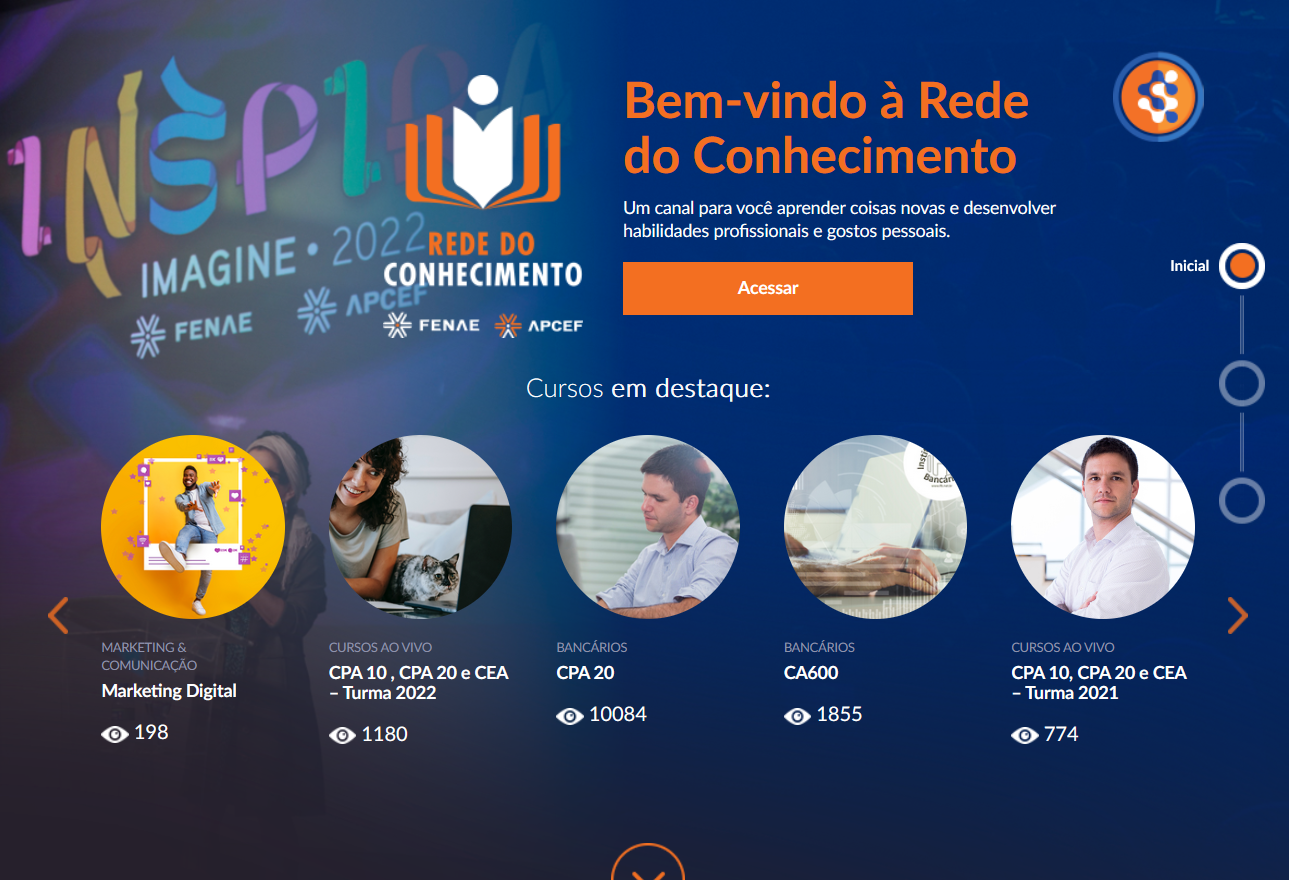 INSPIRA
IMAGINE • 2022
FENAE APCEF
REDE DO
CONHECIMENTO
FENAE APCEF
Bem-vindo à Rede
do Conhecimento
Um canal para você aprender coisas novas e desenvolver
habilidades profissionais e gostos pessoais.
Acessar
Inicial
Cursos em destaque:
MARKETING &
COMUNICAÇÃO
Marketing Digital
198
CURSOS AO VIVO
CPA 10 , CPA 20 e CEA
– Turma 2022
1180
BANCÁRIOS
CPA 20
10084
BANCÁRIOS
CA600
1855
CURSOS AO VIVO
CPA 10, CPA 20 e CEA
– Turma 2021
774